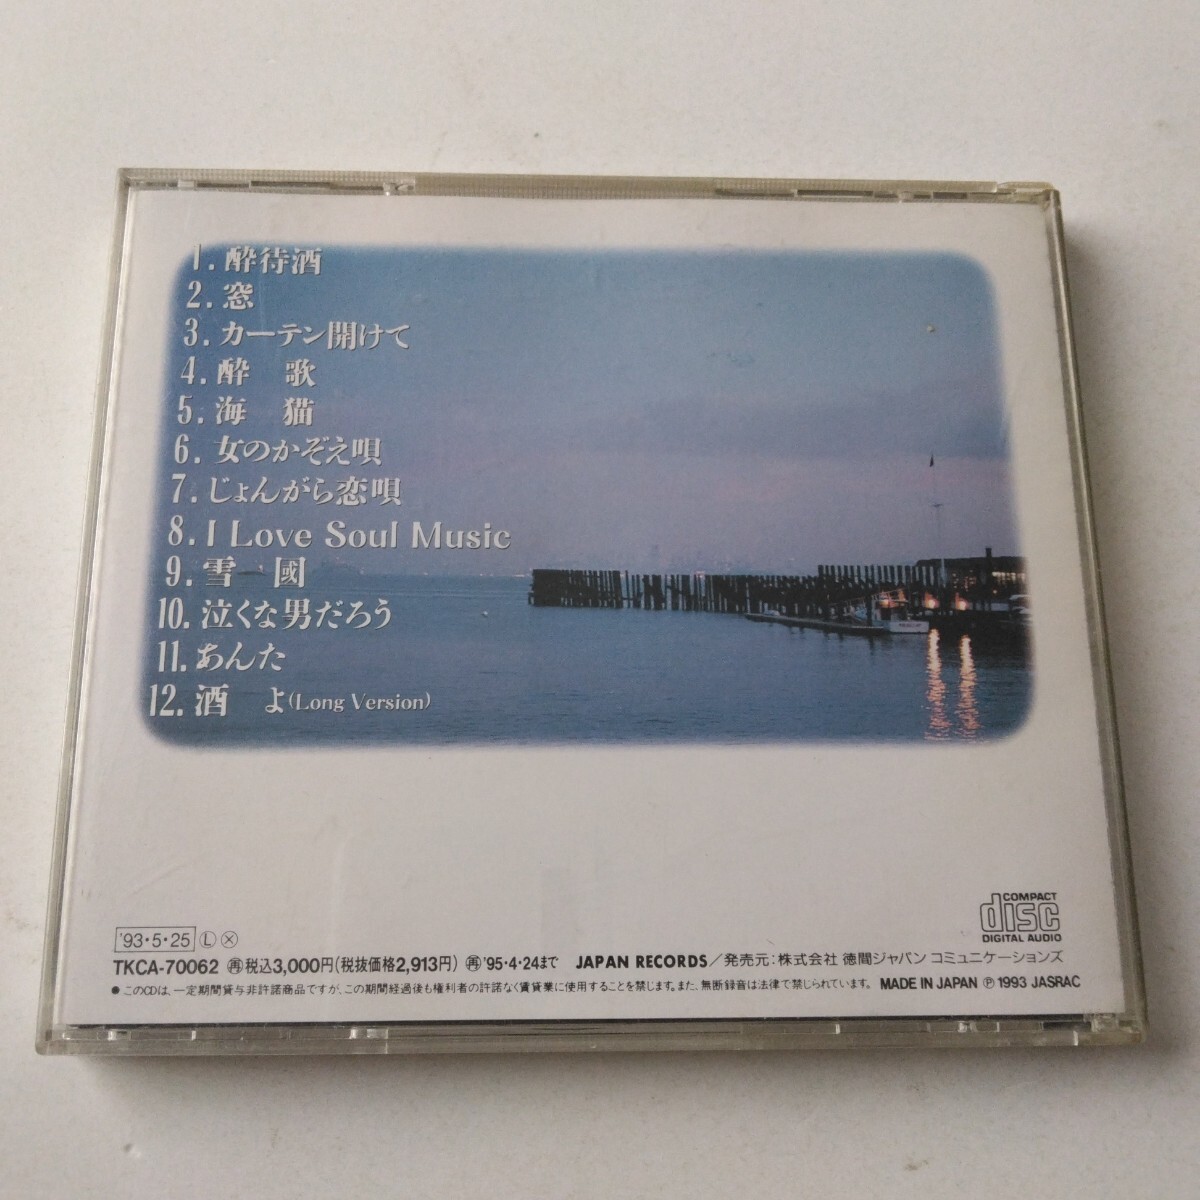 1. 酔待酒
2. 窓
3. カーテン開けて
4. 酔 歌
5. 海 猫
6. 女のかぞえ唄
7. じょんがら恋唄
8. I Love Soul Music
9. 雪 國
10. 泣くな男だろう
11. あんた
12. 酒 よ(Long Version)
COMPACT
disc
DIGITAL AUDIO
'93・5・25 Ⓛ Ⓧ
TKCA-70062 ㊢税込3,000円(税抜価格2,913円) ㊢'95・4・24まで JAPAN RECORDS/発売元:株式会社 徳間ジャパン コミュニケーションズ
●このCDは、一定期間貸与非許諾商品ですが、この期間経過後も権利者の許諾なく賃貸業に使用することを禁じます。また、無断録音は法律で禁じられています。 MADE IN JAPAN Ⓟ 1993 JASRAC